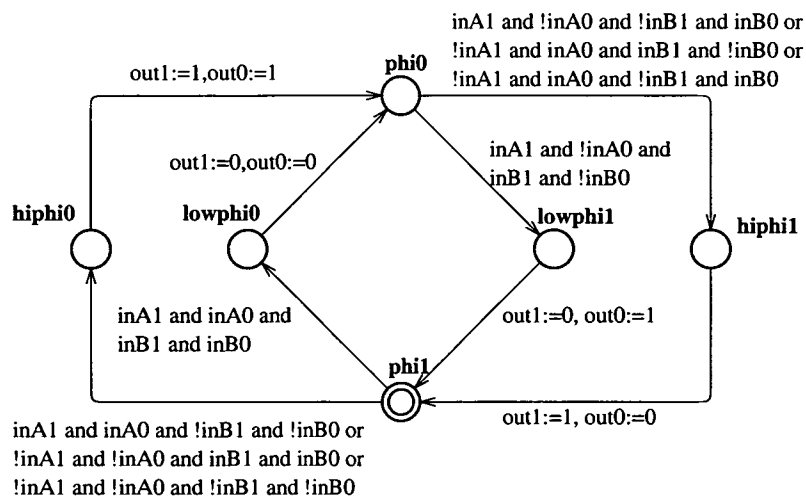 inA1 and !inA0 and !inB1 and inB0 or
!inA1 and inA0 and inB1 and !inB0 or
!inA1 and inA0 and !inB1 and inB0
phi0
out1:=1,out0:=1
out1:=0,out0:=0
inA1 and !inA0 and
inB1 and !inB0
hiphi0
lowphi0
lowphi1
hiphi1
inA1 and inA0 and
inB1 and inB0
out1:=0, out0:=1
phi1
out1:=1, out0:=0
inA1 and inA0 and !inB1 and !inB0 or
!inA1 and !inA0 and inB1 and inB0 or
!inA1 and !inA0 and !inB1 and !inB0